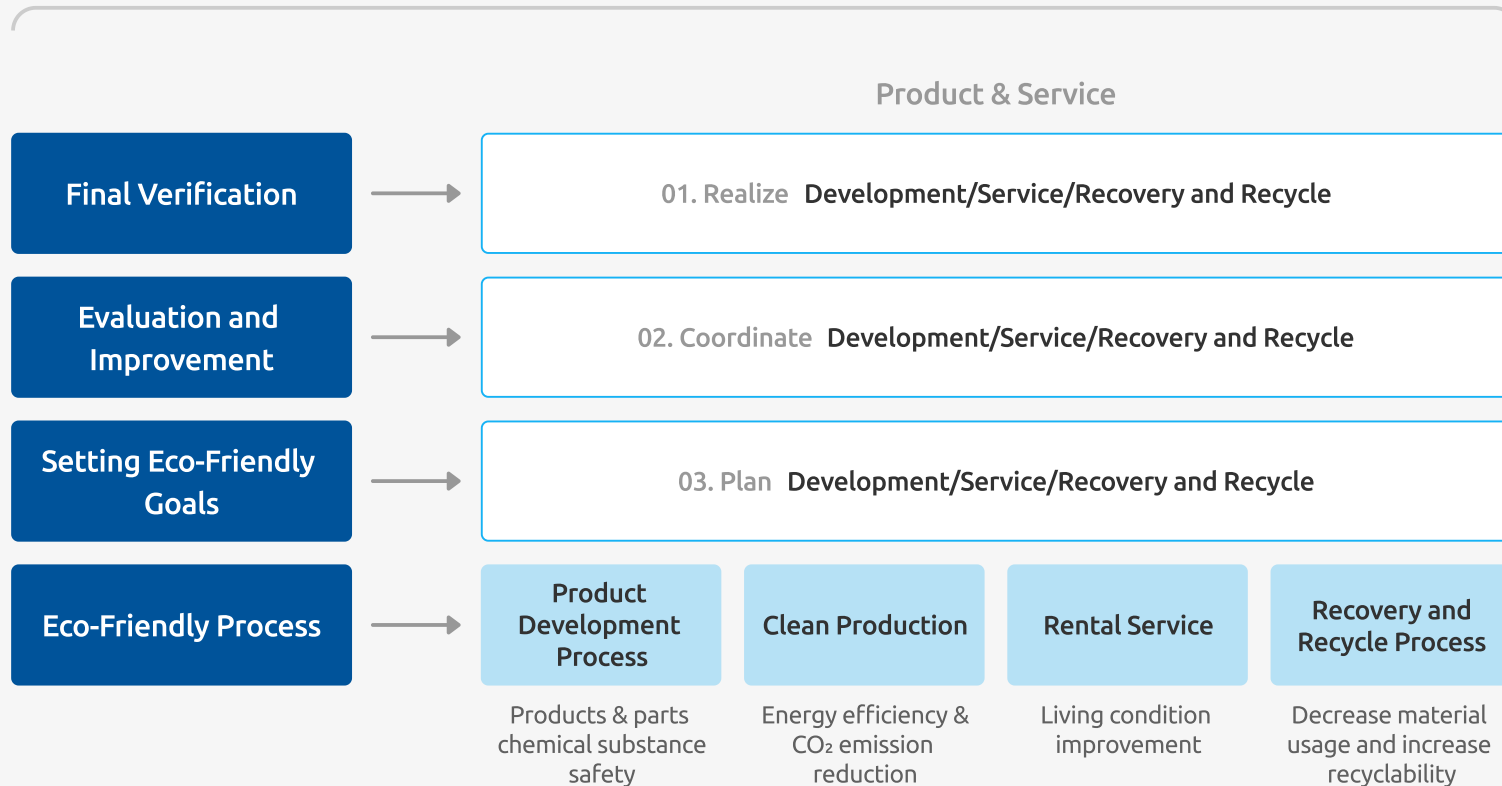 Product & Service
Final Verification
01. Realize Development/Service/Recovery and Recycle
Evaluation and
Improvement
02. Coordinate Development/Service/Recovery and Recycle
Setting Eco-Friendly
Goals
03. Plan Development/Service/Recovery and Recycle
Eco-Friendly Process
Product
Development
Process
Clean Production
Rental Service
Recovery and
Recycle Process
Products & parts
chemical substance
safety
Energy efficiency &
CO₂ emission
reduction
Living condition
improvement
Decrease material
usage and increase
recyclability